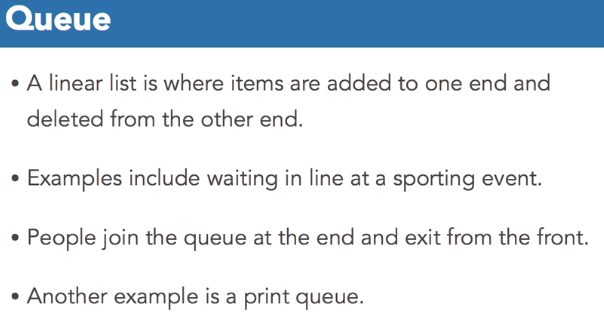 Queue
• A linear list is where items are added to one end and
deleted from the other end.
• Examples include waiting in line at a sporting event.
• People join the queue at the end and exit from the front.
• Another example is a print queue.